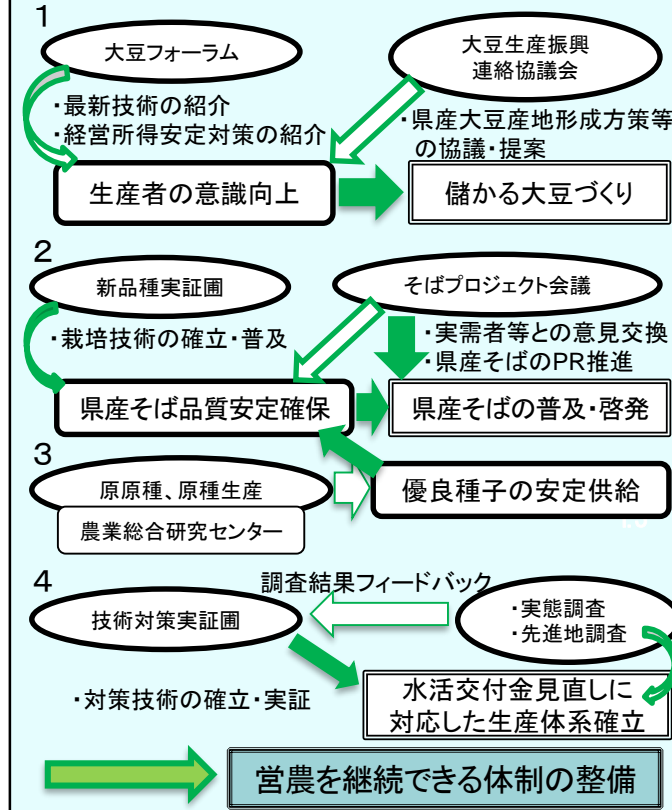 1
大豆フォーラム
大豆生産振興
連絡協議会
・最新技術の紹介
・経営所得安定対策の紹介
・県産大豆産地形成方策等
の協議・提案
生産者の意識向上
儲かる大豆づくり
2
新品種実証圃
そばプロジェクト会議
・栽培技術の確立・普及
・実需者等との意見交換
・県産そばのPR推進
県産そば品質安定確保
県産そばの普及・啓発
3
原原種、原種生産
農業総合研究センター
優良種子の安定供給
4
調査結果フィードバック
技術対策実証圃
・実態調査
・先進地調査
・対策技術の確立・実証
水活交付金見直しに
対応した生産体系確立
営農を継続できる体制の整備